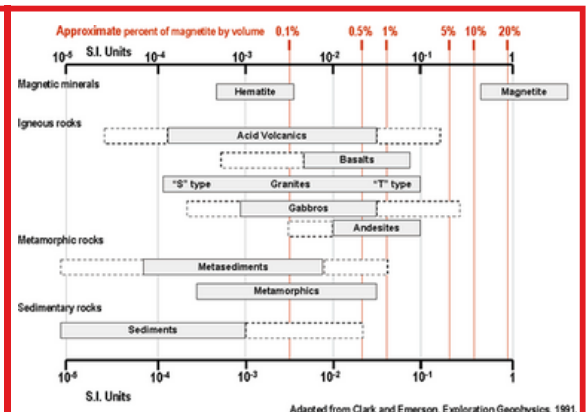 Approximate percent of magnetite by volume 0.1% 0.5% 1% 5% 10% 20%
S.I. Units
10⁻⁵ 10⁻⁴ 10⁻³ 10⁻² 10⁻¹ 1
Magnetic minerals
Hematite Magnetite
Igneous rocks
Acid Volcanics
Basalts
"S" type Granites "T" type
Gabbros
Andesites
Metamorphic rocks
Metasediments
Metamorphics
Sedimentary rocks
Sediments
10⁻⁵ 10⁻⁴ 10⁻³ 10⁻² 10⁻¹ 1
S.I. Units
Adapted from Clark and Emerson, Exploration Geophysics, 1991